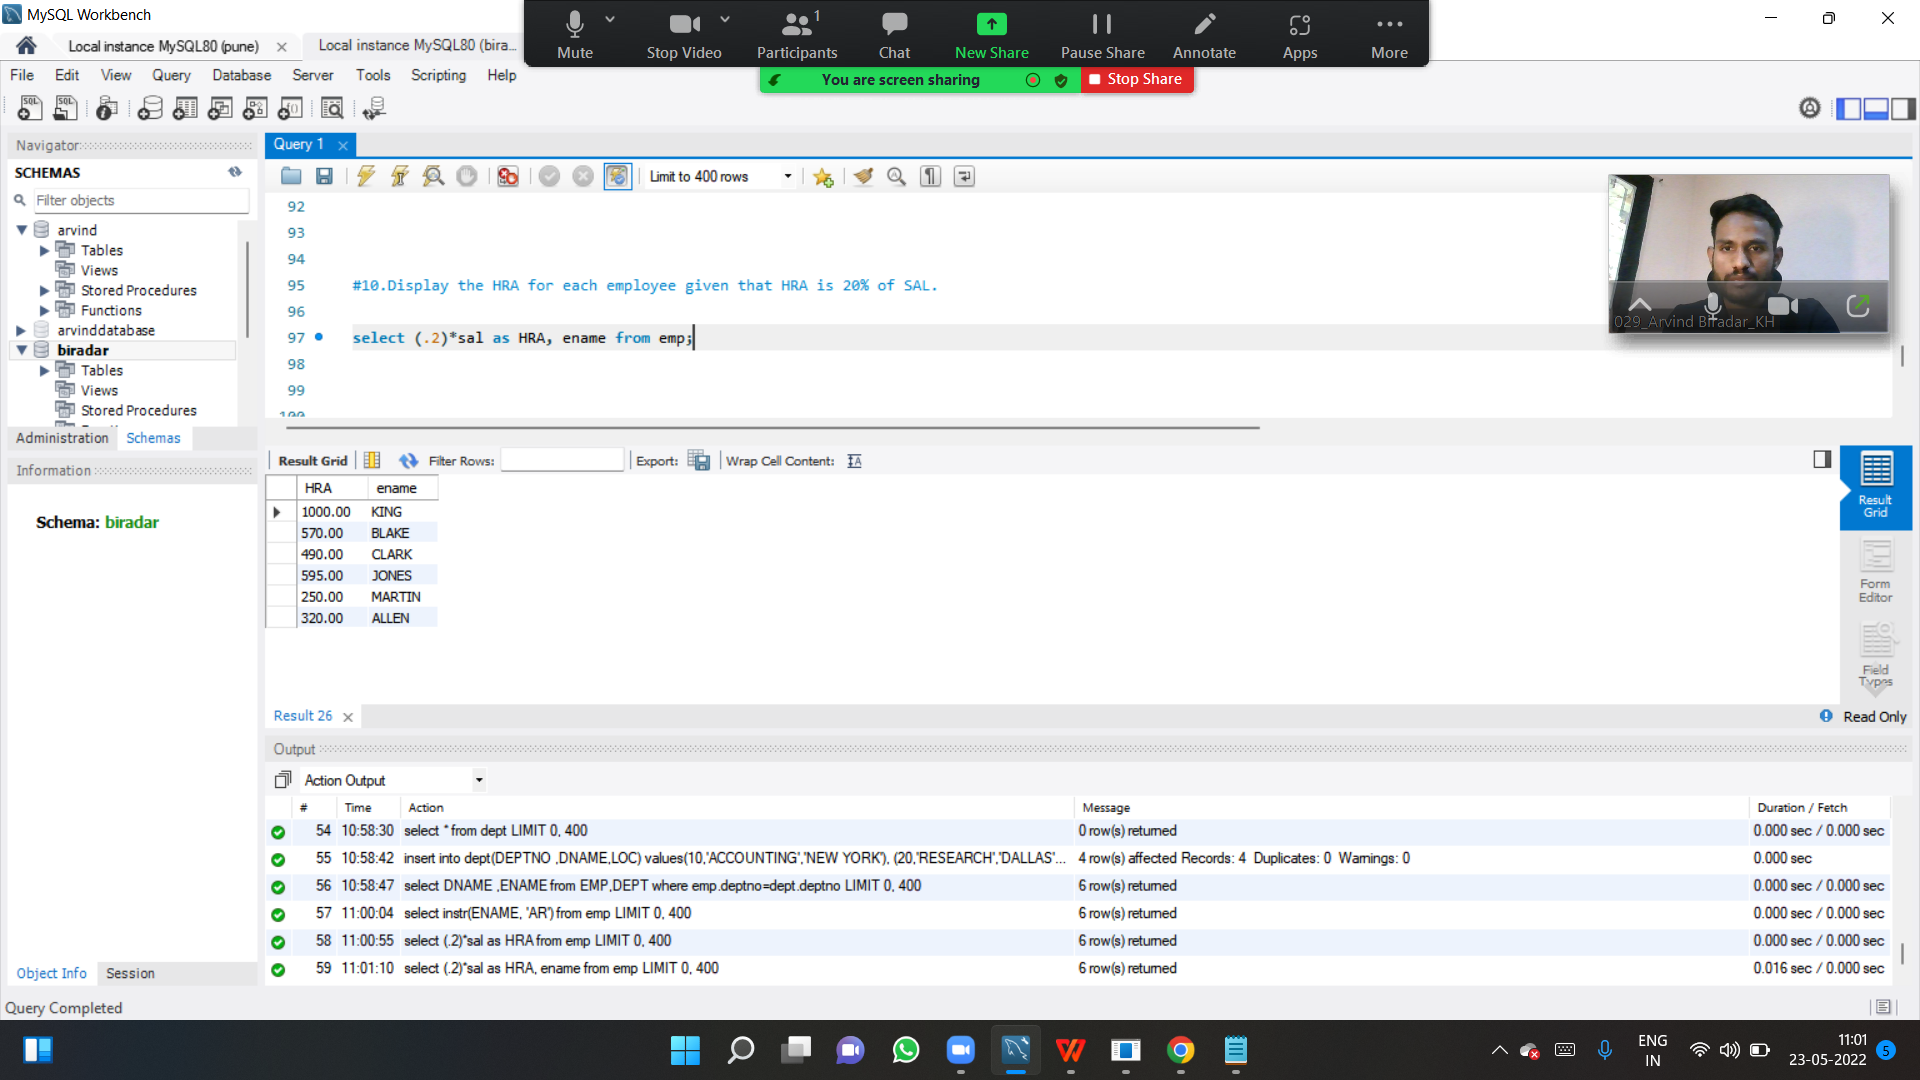 MySQL Workbench
Local instance MySQL80 (pune)
Local instance MySQL80 (bira...
Mute
Stop Video
1
Participants
Chat
New Share
Pause Share
Annotate
Apps
More
You are screen sharing
Stop Share
File Edit View Query Database Server Tools Scripting Help
Navigator
SCHEMAS
Filter objects
arvind
Tables
Views
Stored Procedures
Functions
arvinddatabase
biradar
Tables
Views
Stored Procedures
Administration Schemas
Information
Schema: biradar
Object Info Session
Query Completed
Query 1
Limit to 400 rows
92
93
94
95 #10.Display the HRA for each employee given that HRA is 20% of SAL.
96
97 select (.2)*sal as HRA, ename from emp;
98
99
100
029_Arvind Biradar_KH
Result Grid Filter Rows: Export: Wrap Cell Content:
HRA ename
1000.00 KING
570.00 BLAKE
490.00 CLARK
595.00 JONES
250.00 MARTIN
320.00 ALLEN
Result Grid
Form Editor
Field Types
Result 26
Read Only
Output
Action Output
# Time Action Message Duration / Fetch
54 10:58:30 select * from dept LIMIT 0, 400 0 row(s) returned 0.000 sec / 0.000 sec
55 10:58:42 insert into dept(DEPTNO ,DNAME,LOC) values(10,'ACCOUNTING','NEW YORK'), (20,'RESEARCH','DALLAS'... 4 row(s) affected Records: 4 Duplicates: 0 Warnings: 0 0.000 sec
56 10:58:47 select DNAME ,ENAME from EMP,DEPT where emp.deptno=dept.deptno LIMIT 0, 400 6 row(s) returned 0.000 sec / 0.000 sec
57 11:00:04 select instr(ENAME, 'AR') from emp LIMIT 0, 400 6 row(s) returned 0.000 sec / 0.000 sec
58 11:00:55 select (.2)*sal as HRA from emp LIMIT 0, 400 6 row(s) returned 0.000 sec / 0.000 sec
59 11:01:10 select (.2)*sal as HRA, ename from emp LIMIT 0, 400 6 row(s) returned 0.016 sec / 0.000 sec
ENG
IN
11:01
23-05-2022
5